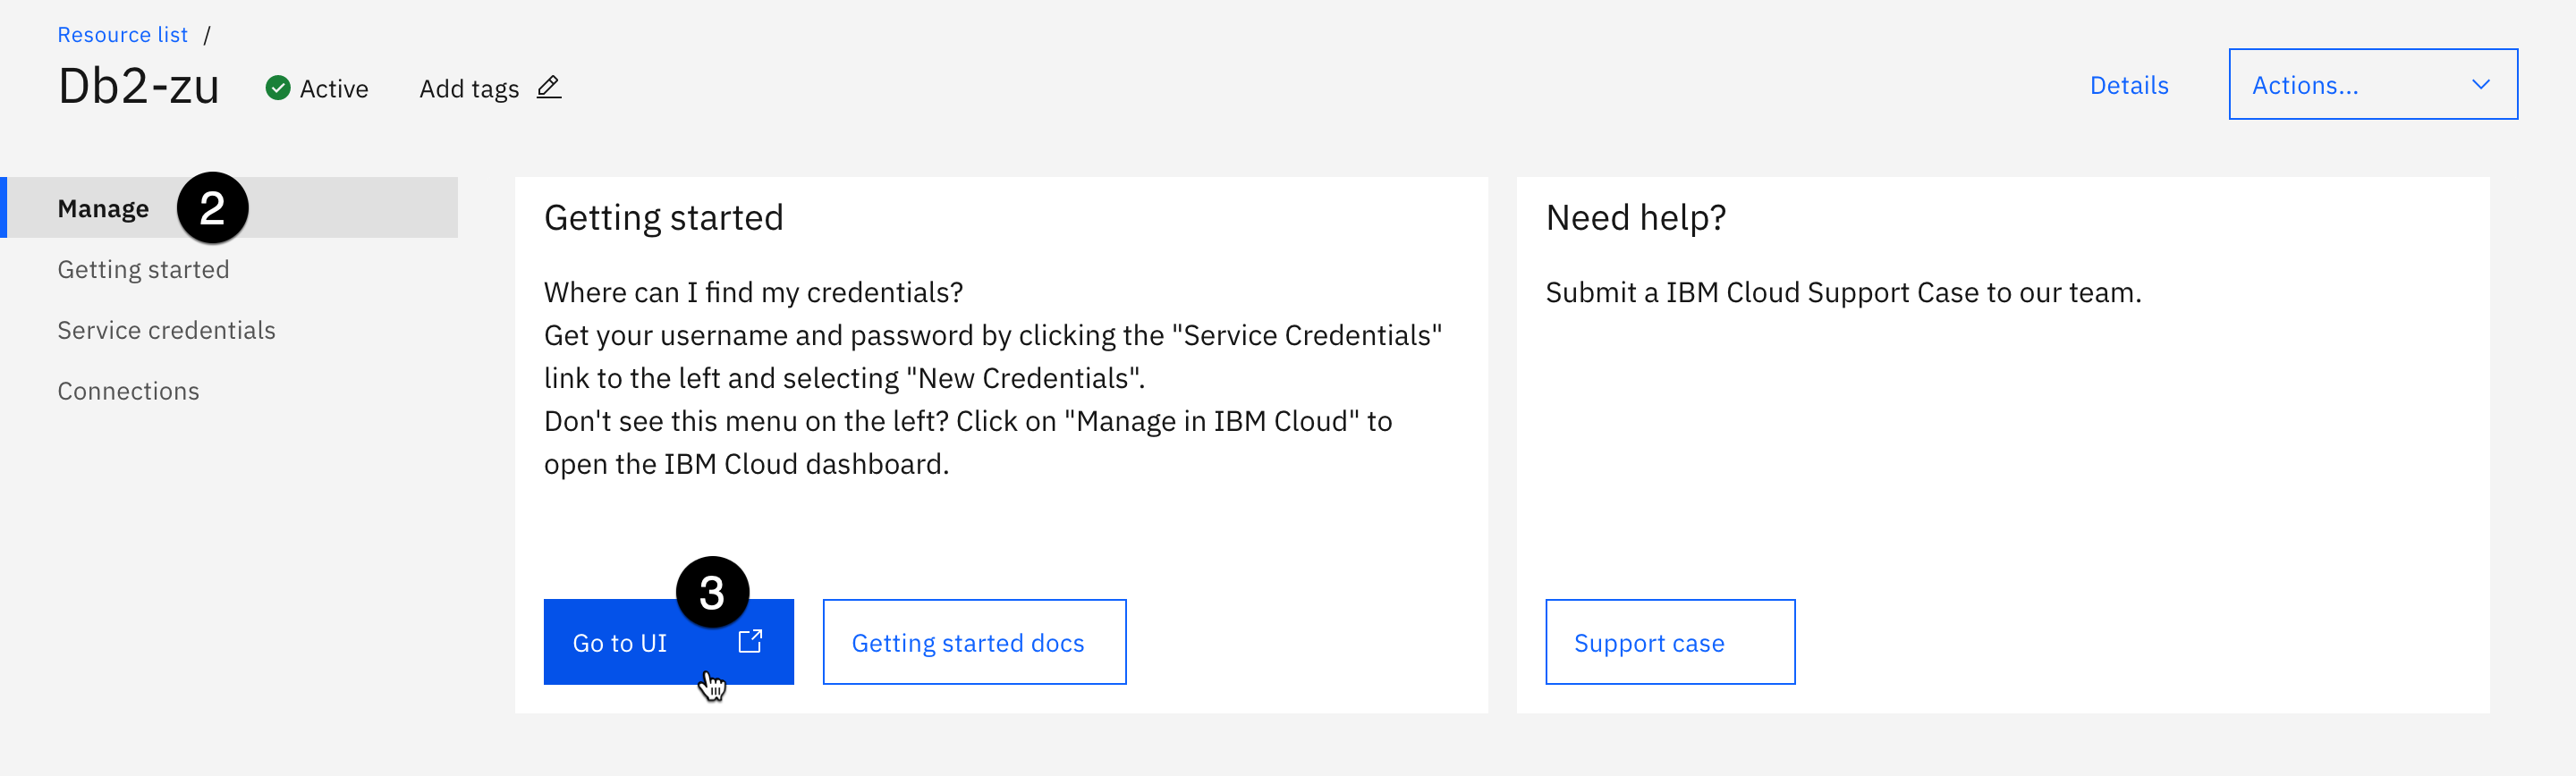 Resource list /
Db2-zu Active Add tags
Details
Actions...
Manage 2
Getting started
Service credentials
Connections
Getting started
Where can I find my credentials?
Get your username and password by clicking the "Service Credentials"
link to the left and selecting "New Credentials".
Don't see this menu on the left? Click on "Manage in IBM Cloud" to
open the IBM Cloud dashboard.
3
Go to UI
Getting started docs
Need help?
Submit a IBM Cloud Support Case to our team.
Support case